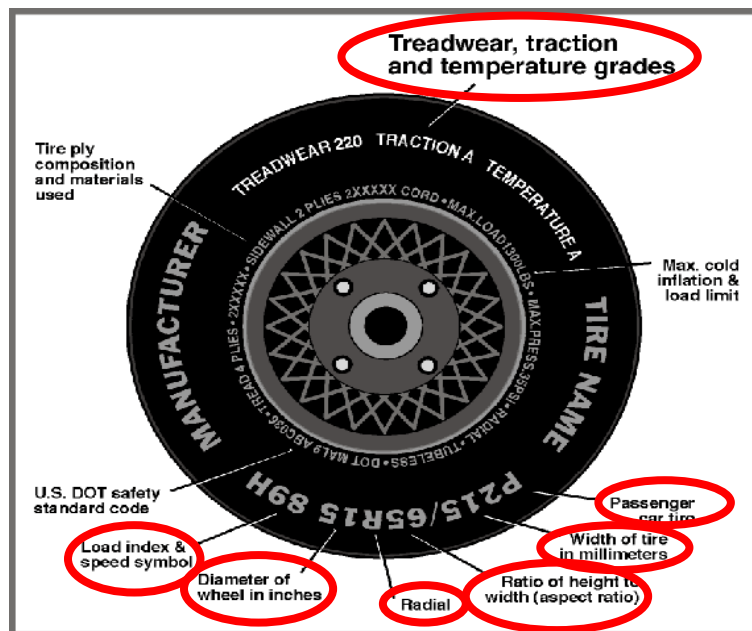 Treadwear, traction
and temperature grades
Tire ply
composition
and materials
used
TREADWEAR 220 TRACTION A TEMPERATURE A
SIDEWALL 2 PLIES 2XXXXX CORD • MAX.LOAD1300LBS • MAX.PRESS.35PSI • RADIAL • TUBELESS • DOT MAL9 ABC036 • TREAD 4 PLIES • 2XXXXX •
Max. cold
inflation &
load limit
MANUFACTURER
TIRE NAME
U.S. DOT safety
standard code
P215/65R15 89H
Passenger
car tire
Width of tire
in millimeters
Load index &
speed symbol
Diameter of
wheel in inches
Radial
Ratio of height to
width (aspect ratio)